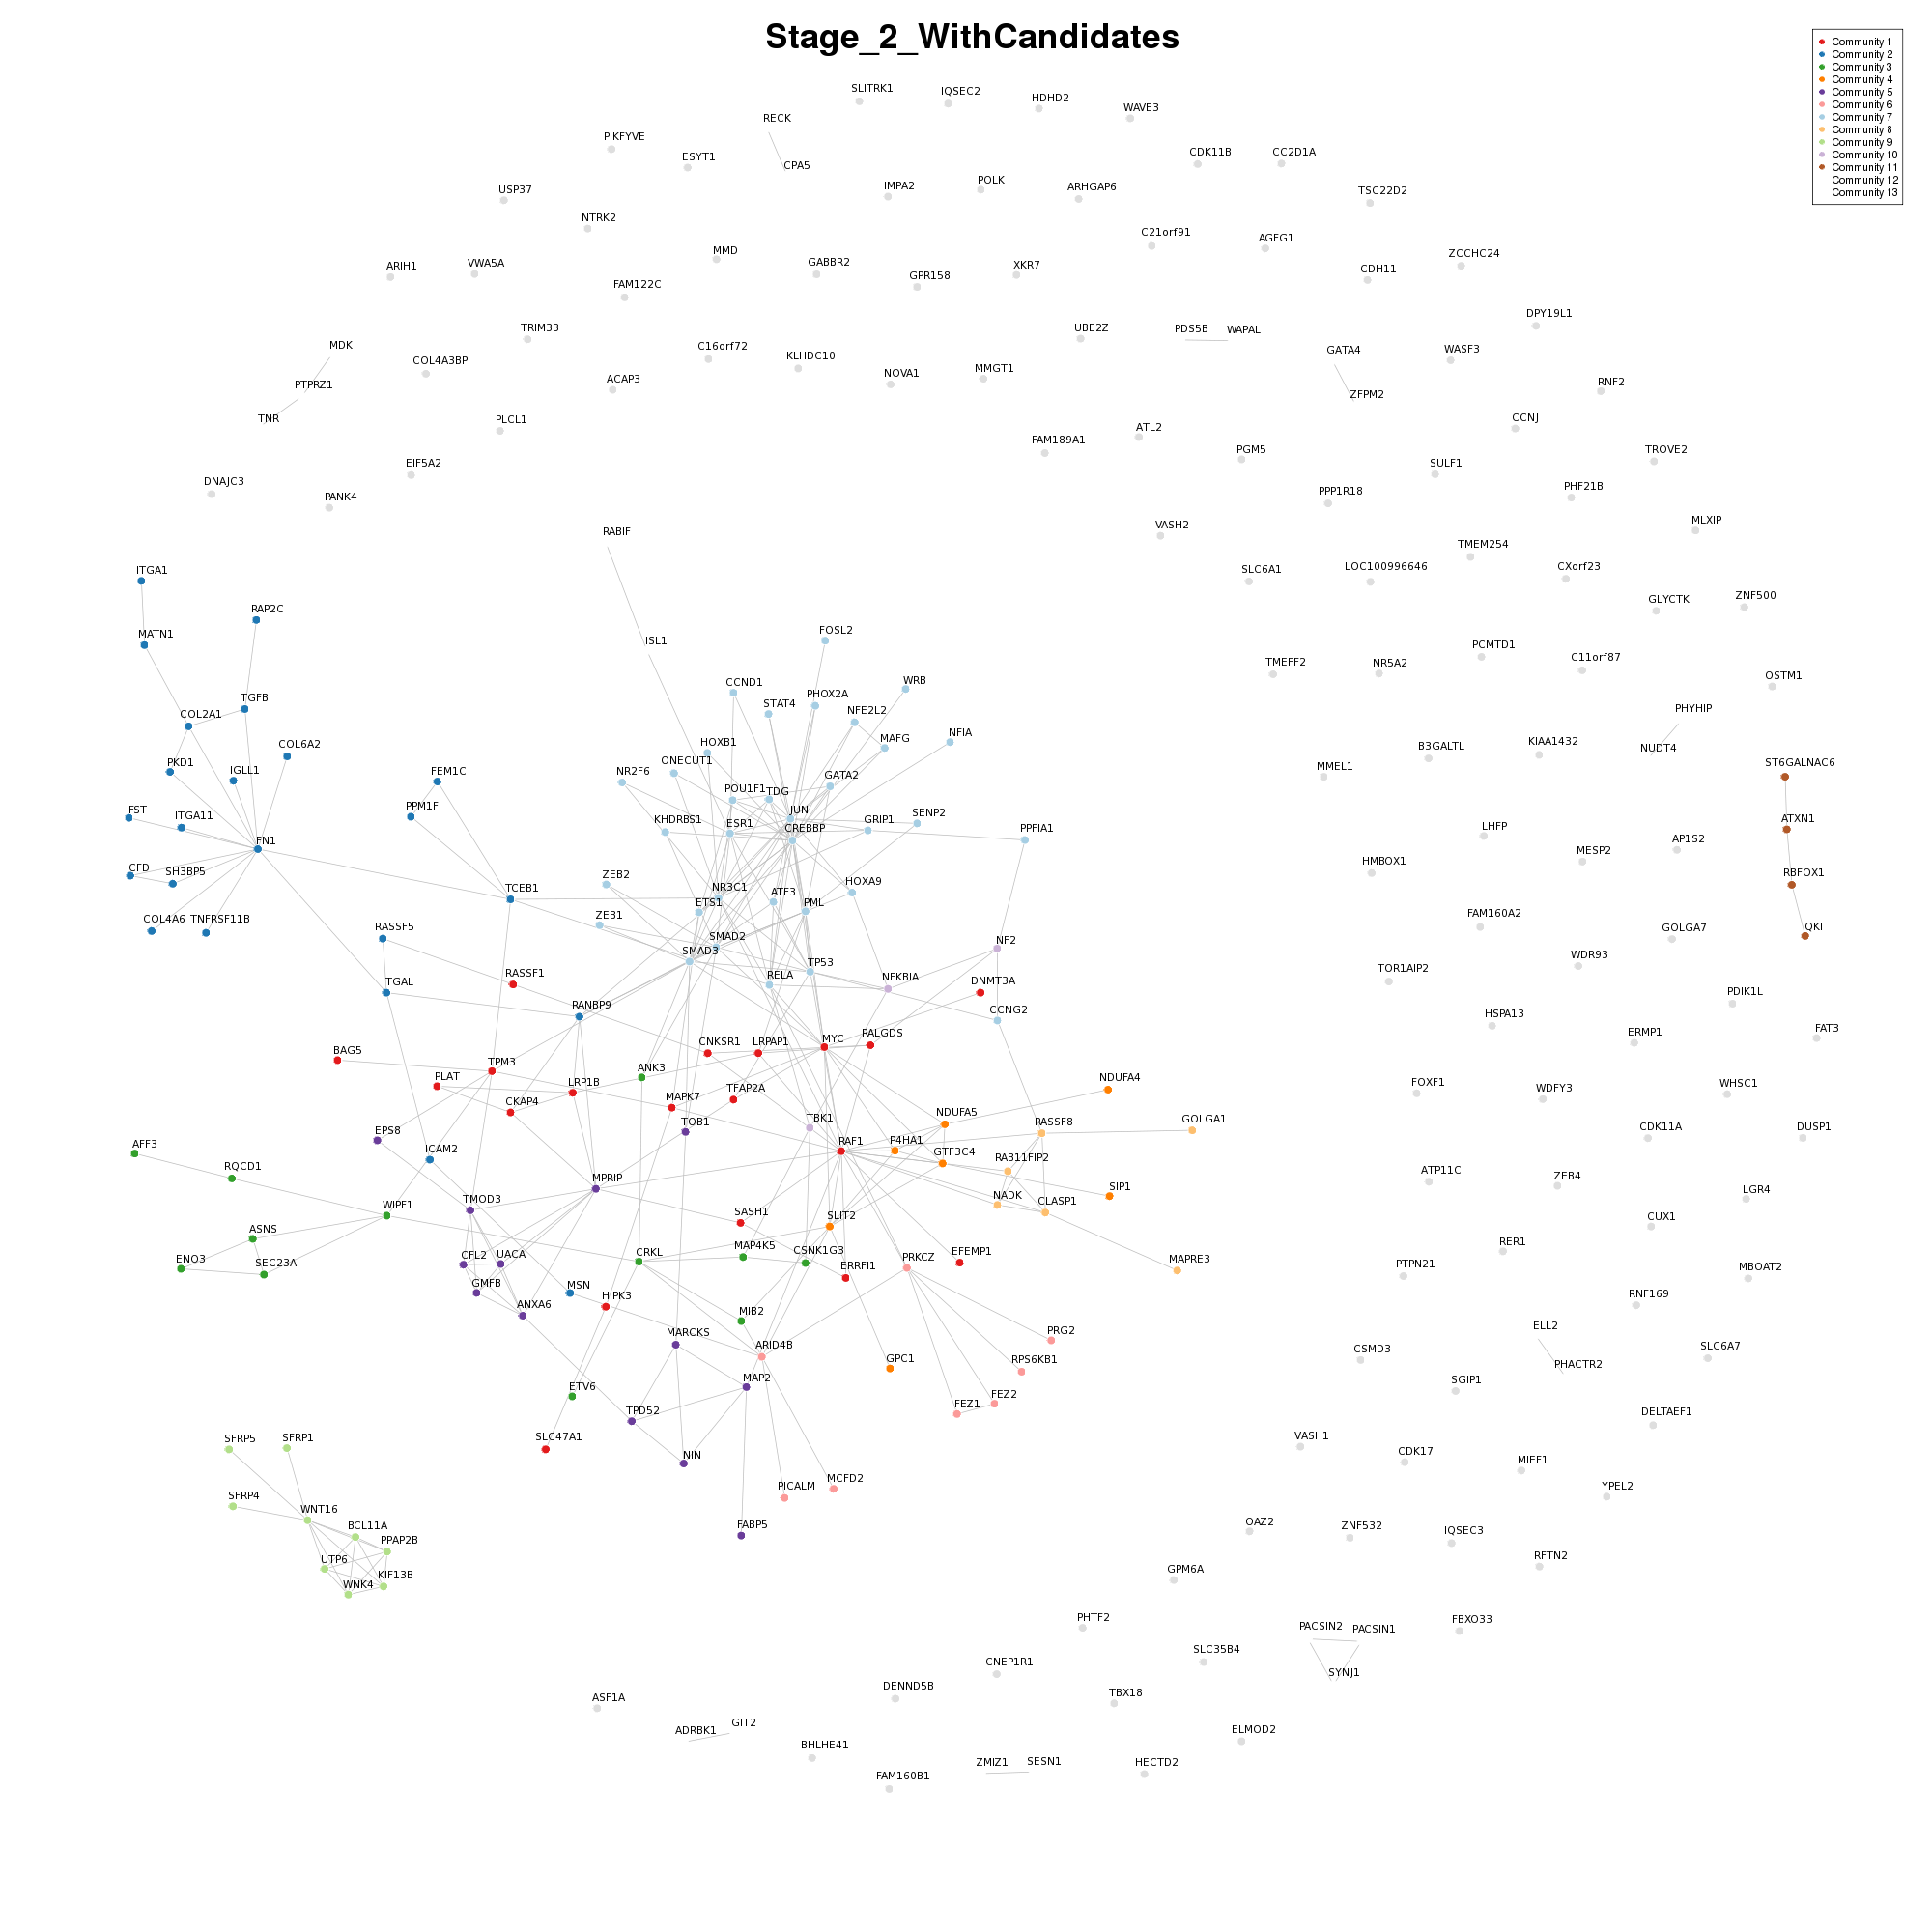 Stage_2_WithCandidates
Community 1
Community 2
Community 3
Community 4
Community 5
Community 6
Community 7
Community 8
Community 9
Community 10
Community 11
Community 12
Community 13
SLITRK1
IQSEC2
HDHD2
WAVE3
RECK
PIKFYVE
ESYT1
CPA5
CDK11B
CC2D1A
USP37
IMPA2
POLK
ARHGAP6
TSC22D2
NTRK2
C21orf91
AGFG1
MMD
ZCCHC24
ARIH1
VWA5A
GABBR2
GPR158
XKR7
CDH11
FAM122C
DPY19L1
TRIM33
UBE2Z
PDS5B
WAPAL
MDK
COL4A3BP
C16orf72
KLHDC10
GATA4
WASF3
PTPRZ1
ACAP3
NOVA1
MMGT1
ZFPM2
RNF2
TNR
PLCL1
CCNJ
FAM189A1
ATL2
PGM5
TROVE2
EIF5A2
SULF1
DNAJC3
PANK4
PPP1R18
PHF21B
VASH2
MLXIP
RABIF
TMEM254
ITGA1
SLC6A1
LOC100996646
CXorf23
RAP2C
GLYCTK
ZNF500
MATN1
ISL1
FOSL2
PCMTD1
C11orf87
TMEFF2
NR5A2
OSTM1
CCND1
WRB
TGFBI
STAT4
PHOX2A
COL2A1
NFE2L2
PHYHIP
COL6A2
HOXB1
MAFG
NFIA
B3GALTL
KIAA1432
NUDT4
PKD1
IGLL1
FEM1C
NR2F6
ONECUT1
GATA2
MMEL1
ST6GALNAC6
POU1F1
TDG
FST
ITGA11
PPM1F
JUN
KHDRBS1
ESR1
CREBBP
GRIP1
SENP2
PPFIA1
LHFP
ATXN1
FN1
AP1S2
CFD
SH3BP5
ZEB2
HMBOX1
MESP2
RBFOX1
TCEB1
NR3C1
ATF3
HOXA9
ETS1
PML
COL4A6
TNFRSF11B
ZEB1
FAM160A2
RASSF5
SMAD2
NF2
GOLGA7
QKI
SMAD3
TP53
WDR93
RASSF1
RELA
NFKBIA
DNMT3A
TOR1AIP2
ITGAL
PDIK1L
RANBP9
CCNG2
HSPA13
FAT3
CNKSR1
LRPAP1
MYC
RALGDS
ERMP1
BAG5
TPM3
ANK3
PLAT
LRP1B
NDUFA4
FOXF1
WDFY3
WHSC1
CKAP4
MAPK7
TFAP2A
EPS8
TOB1
TBK1
NDUFA5
RASSF8
GOLGA1
CDK11A
DUSP1
AFF3
ICAM2
RAF1
P4HA1
GTF3C4
RQCD1
MPRIP
RAB11FIP2
ATP11C
ZEB4
LGR4
WIPF1
TMOD3
NADK
CLASP1
SIP1
SASH1
SLIT2
CUX1
ASNS
RER1
ENO3
SEC23A
CFL2
UACA
CRKL
MAP4K5
CSNK1G3
PRKCZ
EFEMP1
MAPRE3
PTPN21
MBOAT2
GMFB
MSN
HIPK3
ERRFI1
RNF169
ANXA6
MIB2
MARCKS
ARID4B
PRG2
ELL2
SLC6A7
GPC1
RPS6KB1
CSMD3
PHACTR2
MAP2
ETV6
FEZ1
FEZ2
SGIP1
TPD52
DELTAEF1
SFRP5
SFRP1
SLC47A1
VASH1
CDK17
MIEF1
NIN
SFRP4
PICALM
MCFD2
YPEL2
WNT16
BCL11A
FABP5
OAZ2
ZNF532
IQSEC3
PPAP2B
UTP6
KIF13B
WNK4
RFTN2
GPM6A
PHTF2
PACSIN2
PACSIN1
FBXO33
SLC35B4
CNEP1R1
SYNJ1
ASF1A
DENND5B
TBX18
ADRBK1
GIT2
ELMOD2
BHLHE41
ZMIZ1
SESN1
HECTD2
FAM160B1